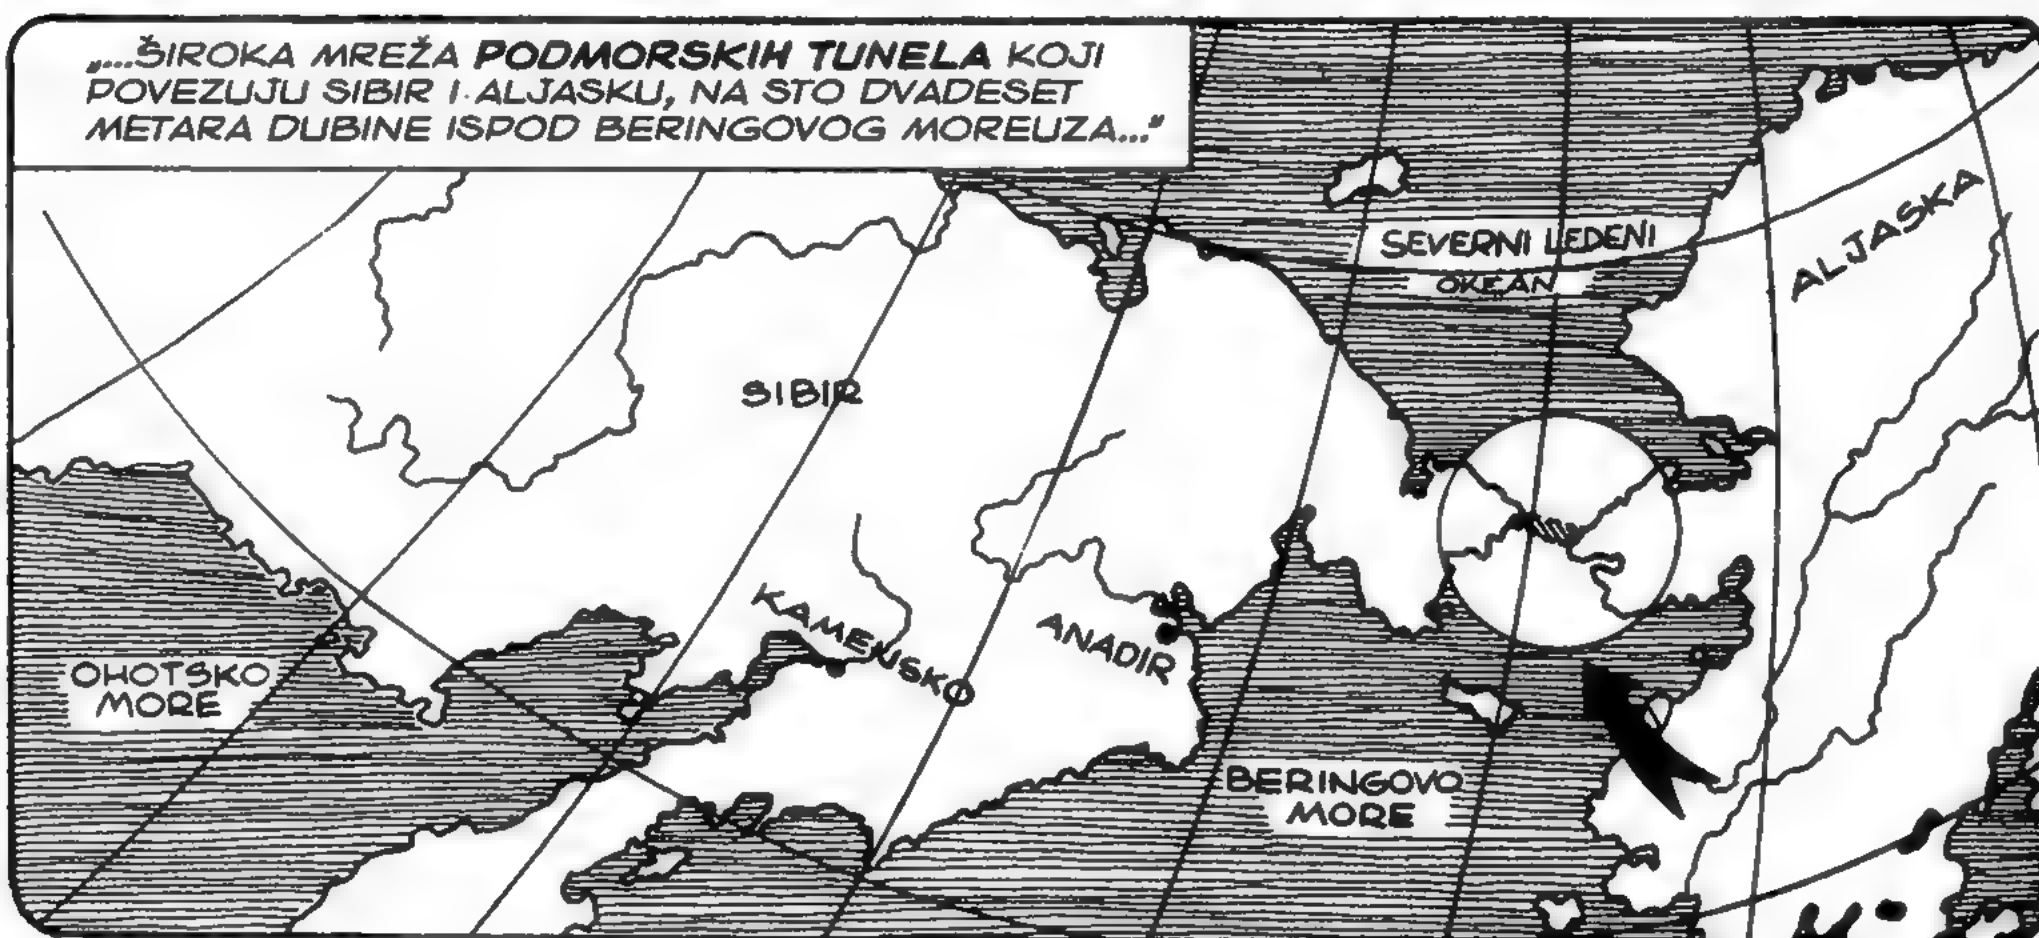 „...ŠIROKA MREŽA PODMORSKIH TUNELA KOJI
POVEZUJU SIBIR I ALJASKU, NA STO DVADESET
METARA DUBINE ISPOD BERINGOVOG MOREUZA..."
SEVERNI LEDENI
OKEAN
ALJASKA
SIBIR
KAMENSKO
ANADIR
OHOTSKO
MORE
BERINGOVO
MORE